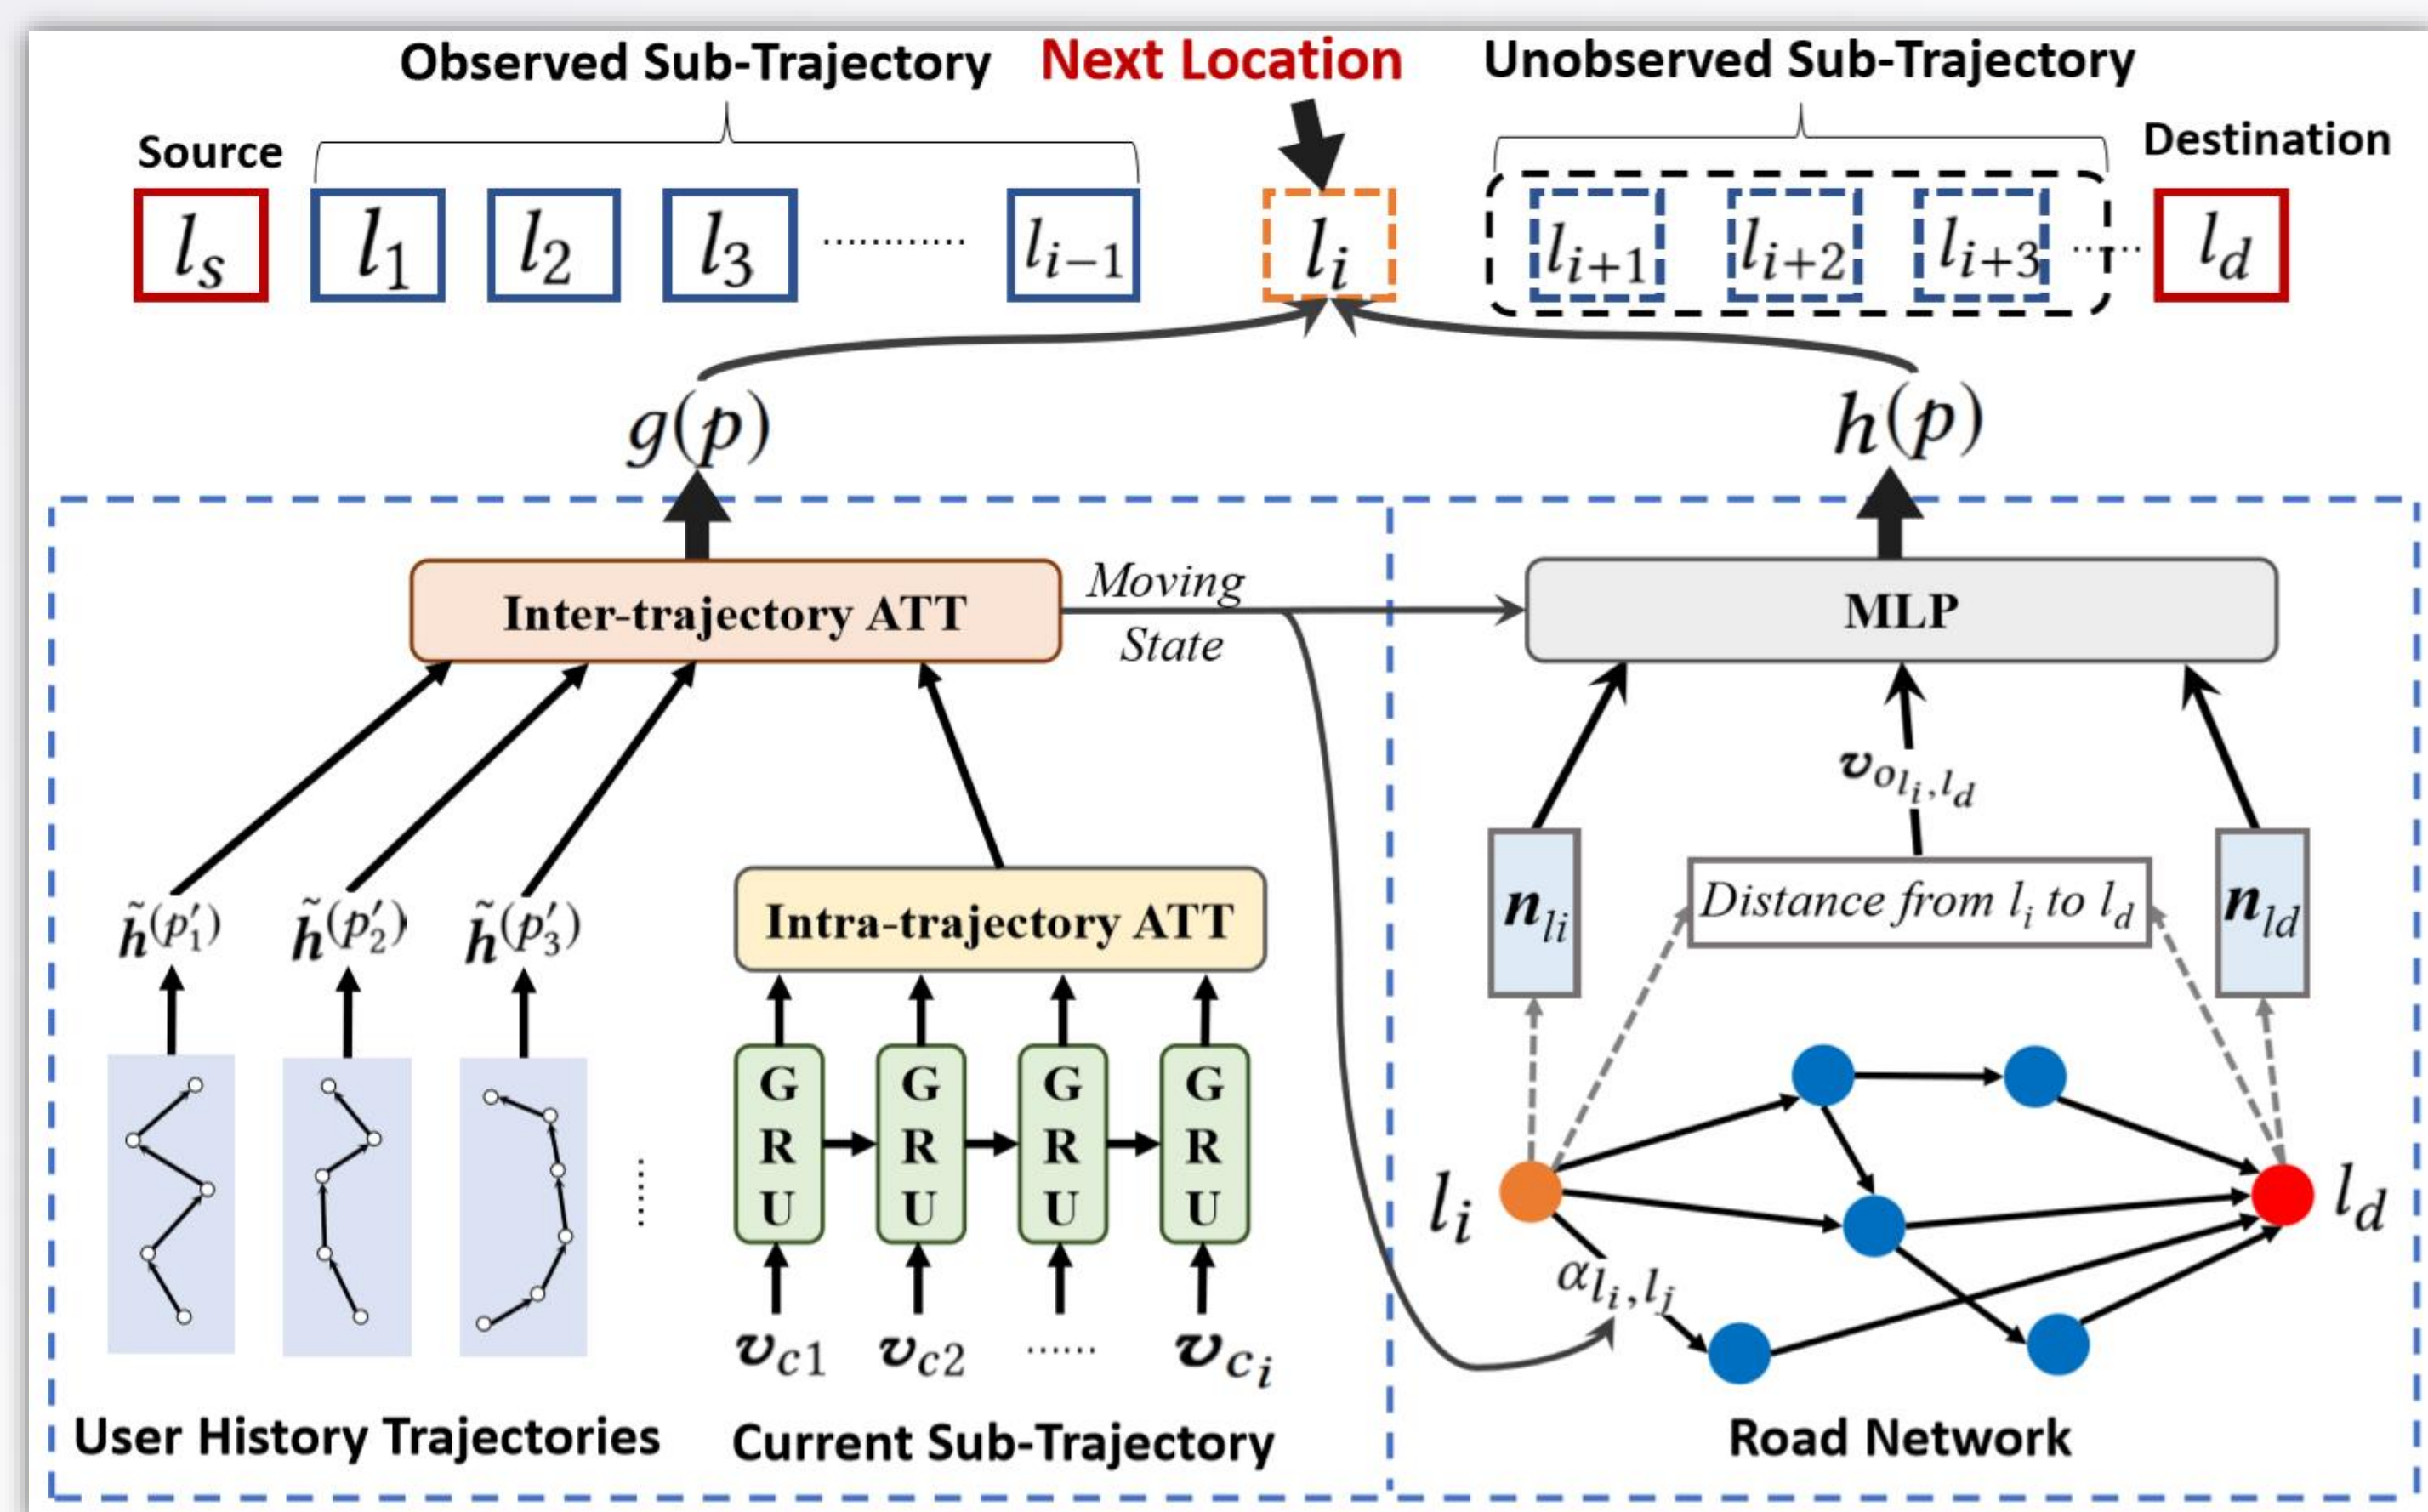 Observed Sub-Trajectory Next Location Unobserved Sub-Trajectory
Source Destination
l_s l_1 l_2 l_3 ............ l_{i−1} l_i l_{i+1} l_{i+2} l_{i+3} ...... l_d
g(p) h(p)
Inter-trajectory ATT Moving State MLP
v_{o_{l_i,l_d}}
h̃^{(p′_1)} h̃^{(p′_2)} h̃^{(p′_3)} Intra-trajectory ATT n_{li} Distance from l_i to l_d n_{ld}
GRU GRU GRU GRU
......
l_i l_d
α_{l_i,l_j}
v_{c1} v_{c2} ...... v_{c_i}
User History Trajectories Current Sub-Trajectory Road Network